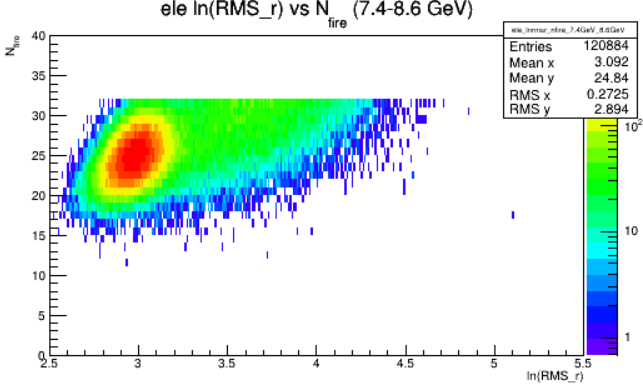 ele ln(RMS_r) vs N_fire (7.4-8.6 GeV)
ele_lnrmsr_nfire_7.4GeV_8.6GeV
Entries 120884
Mean x 3.092
Mean y 24.84
RMS x 0.2725
RMS y 2.894
N_fire
40
35
30
25
20
15
10
5
0
2.5 3 3.5 4 4.5 5 5.5
ln(RMS_r)
10²
10
1